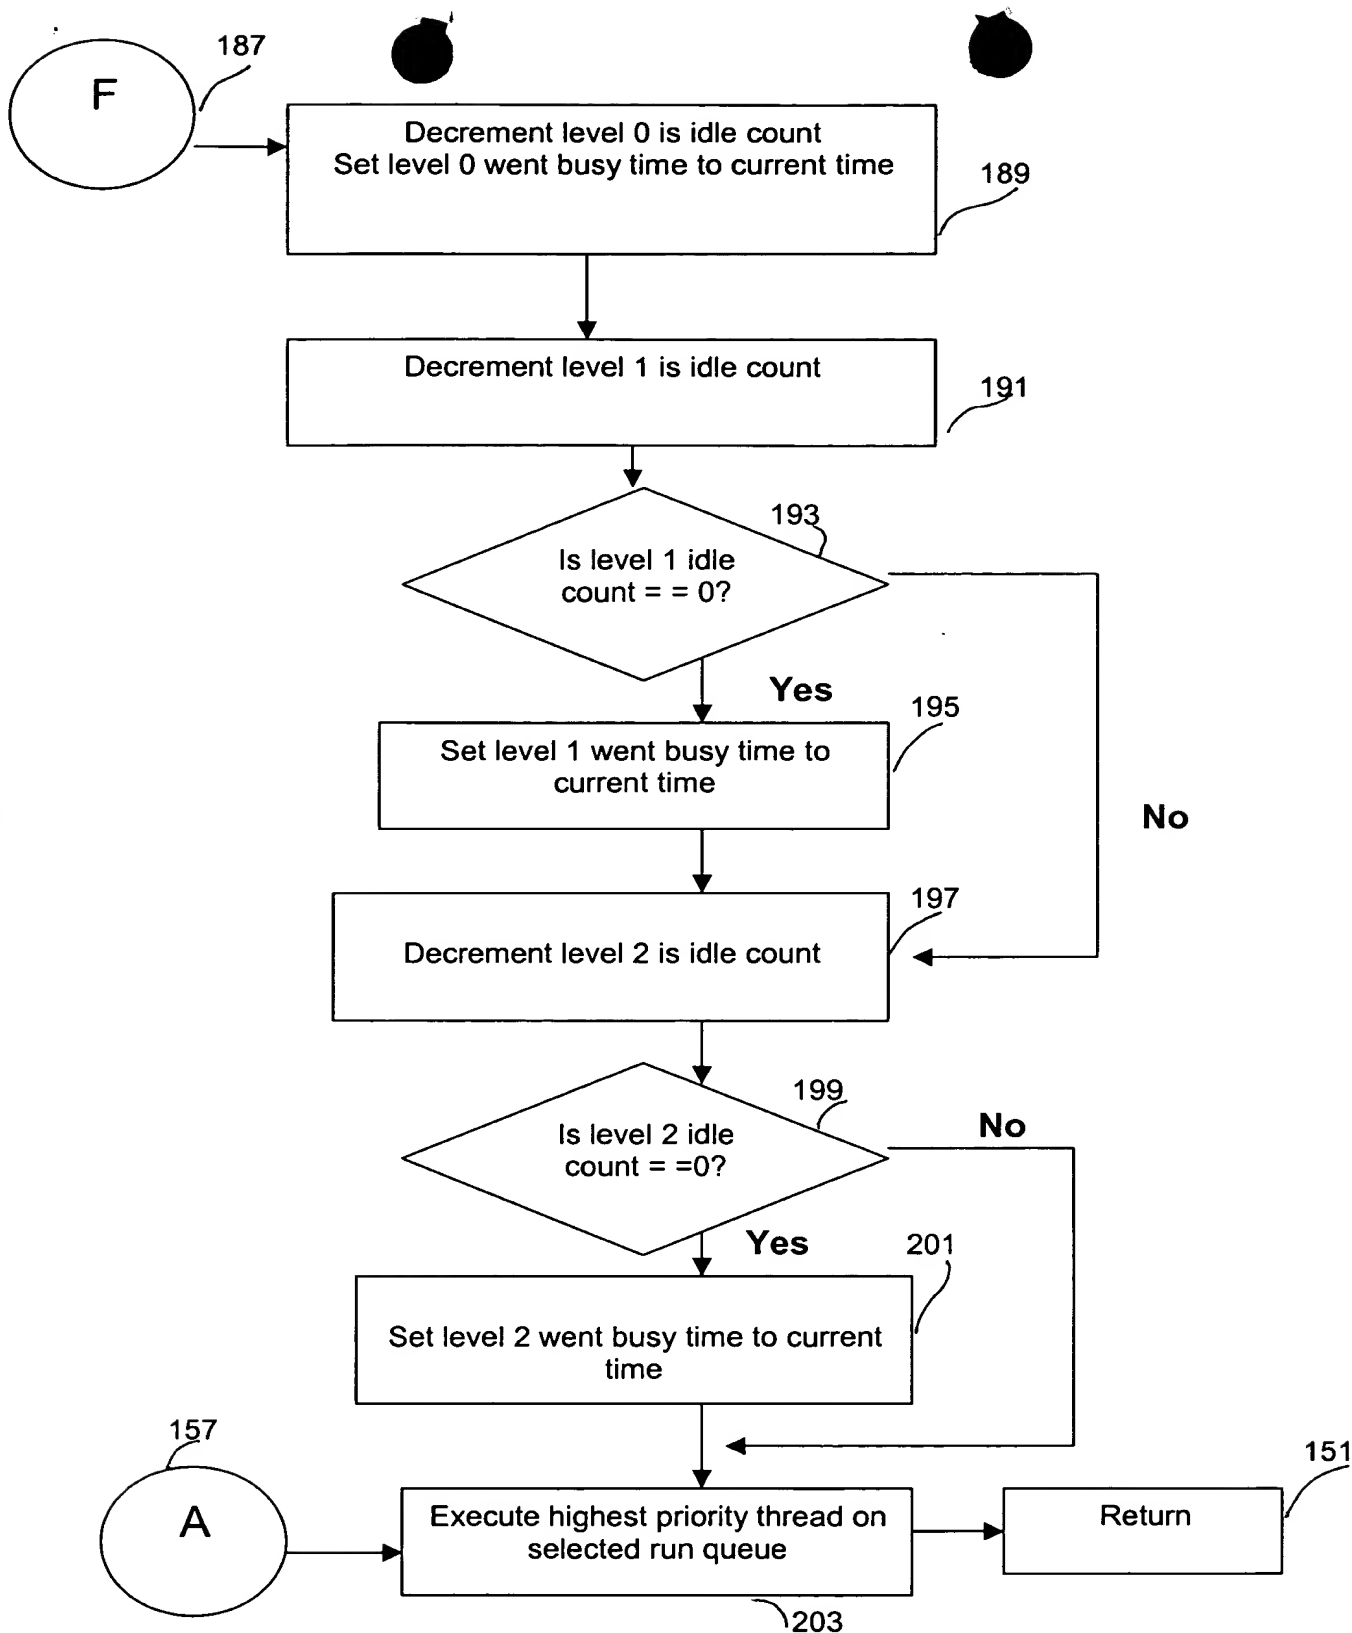 187
F
Decrement level 0 is idle count
Set level 0 went busy time to current time
189
Decrement level 1 is idle count
191
193
Is level 1 idle
count = = 0?
Yes
195
Set level 1 went busy time to
current time
No
197
Decrement level 2 is idle count
199
No
Is level 2 idle
count = =0?
Yes
201
Set level 2 went busy time to current
time
157
A
151
Execute highest priority thread on
selected run queue
Return
203